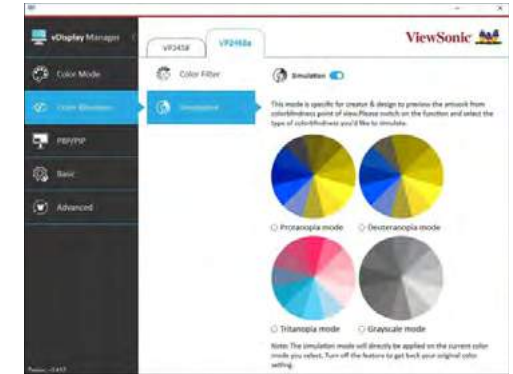 vDisplay Manager
VP3458
VP2468a
ViewSonic
Color Mode
Color Filter
Simulation
Color Blindness
Simulation
This mode is specific for creator & design to preview the artwork from
colorblindness point of view.Please switch on the function and select the
type of colorblindness you'd like to simulate.
PBP/PIP
Basic
Advanced
Protanopia mode
Deuteranopia mode
Tritanopia mode
Grayscale mode
Note: The simulation mode will directly be applied on the current color
mode you select. Turn off the feature to get back your original color
setting.